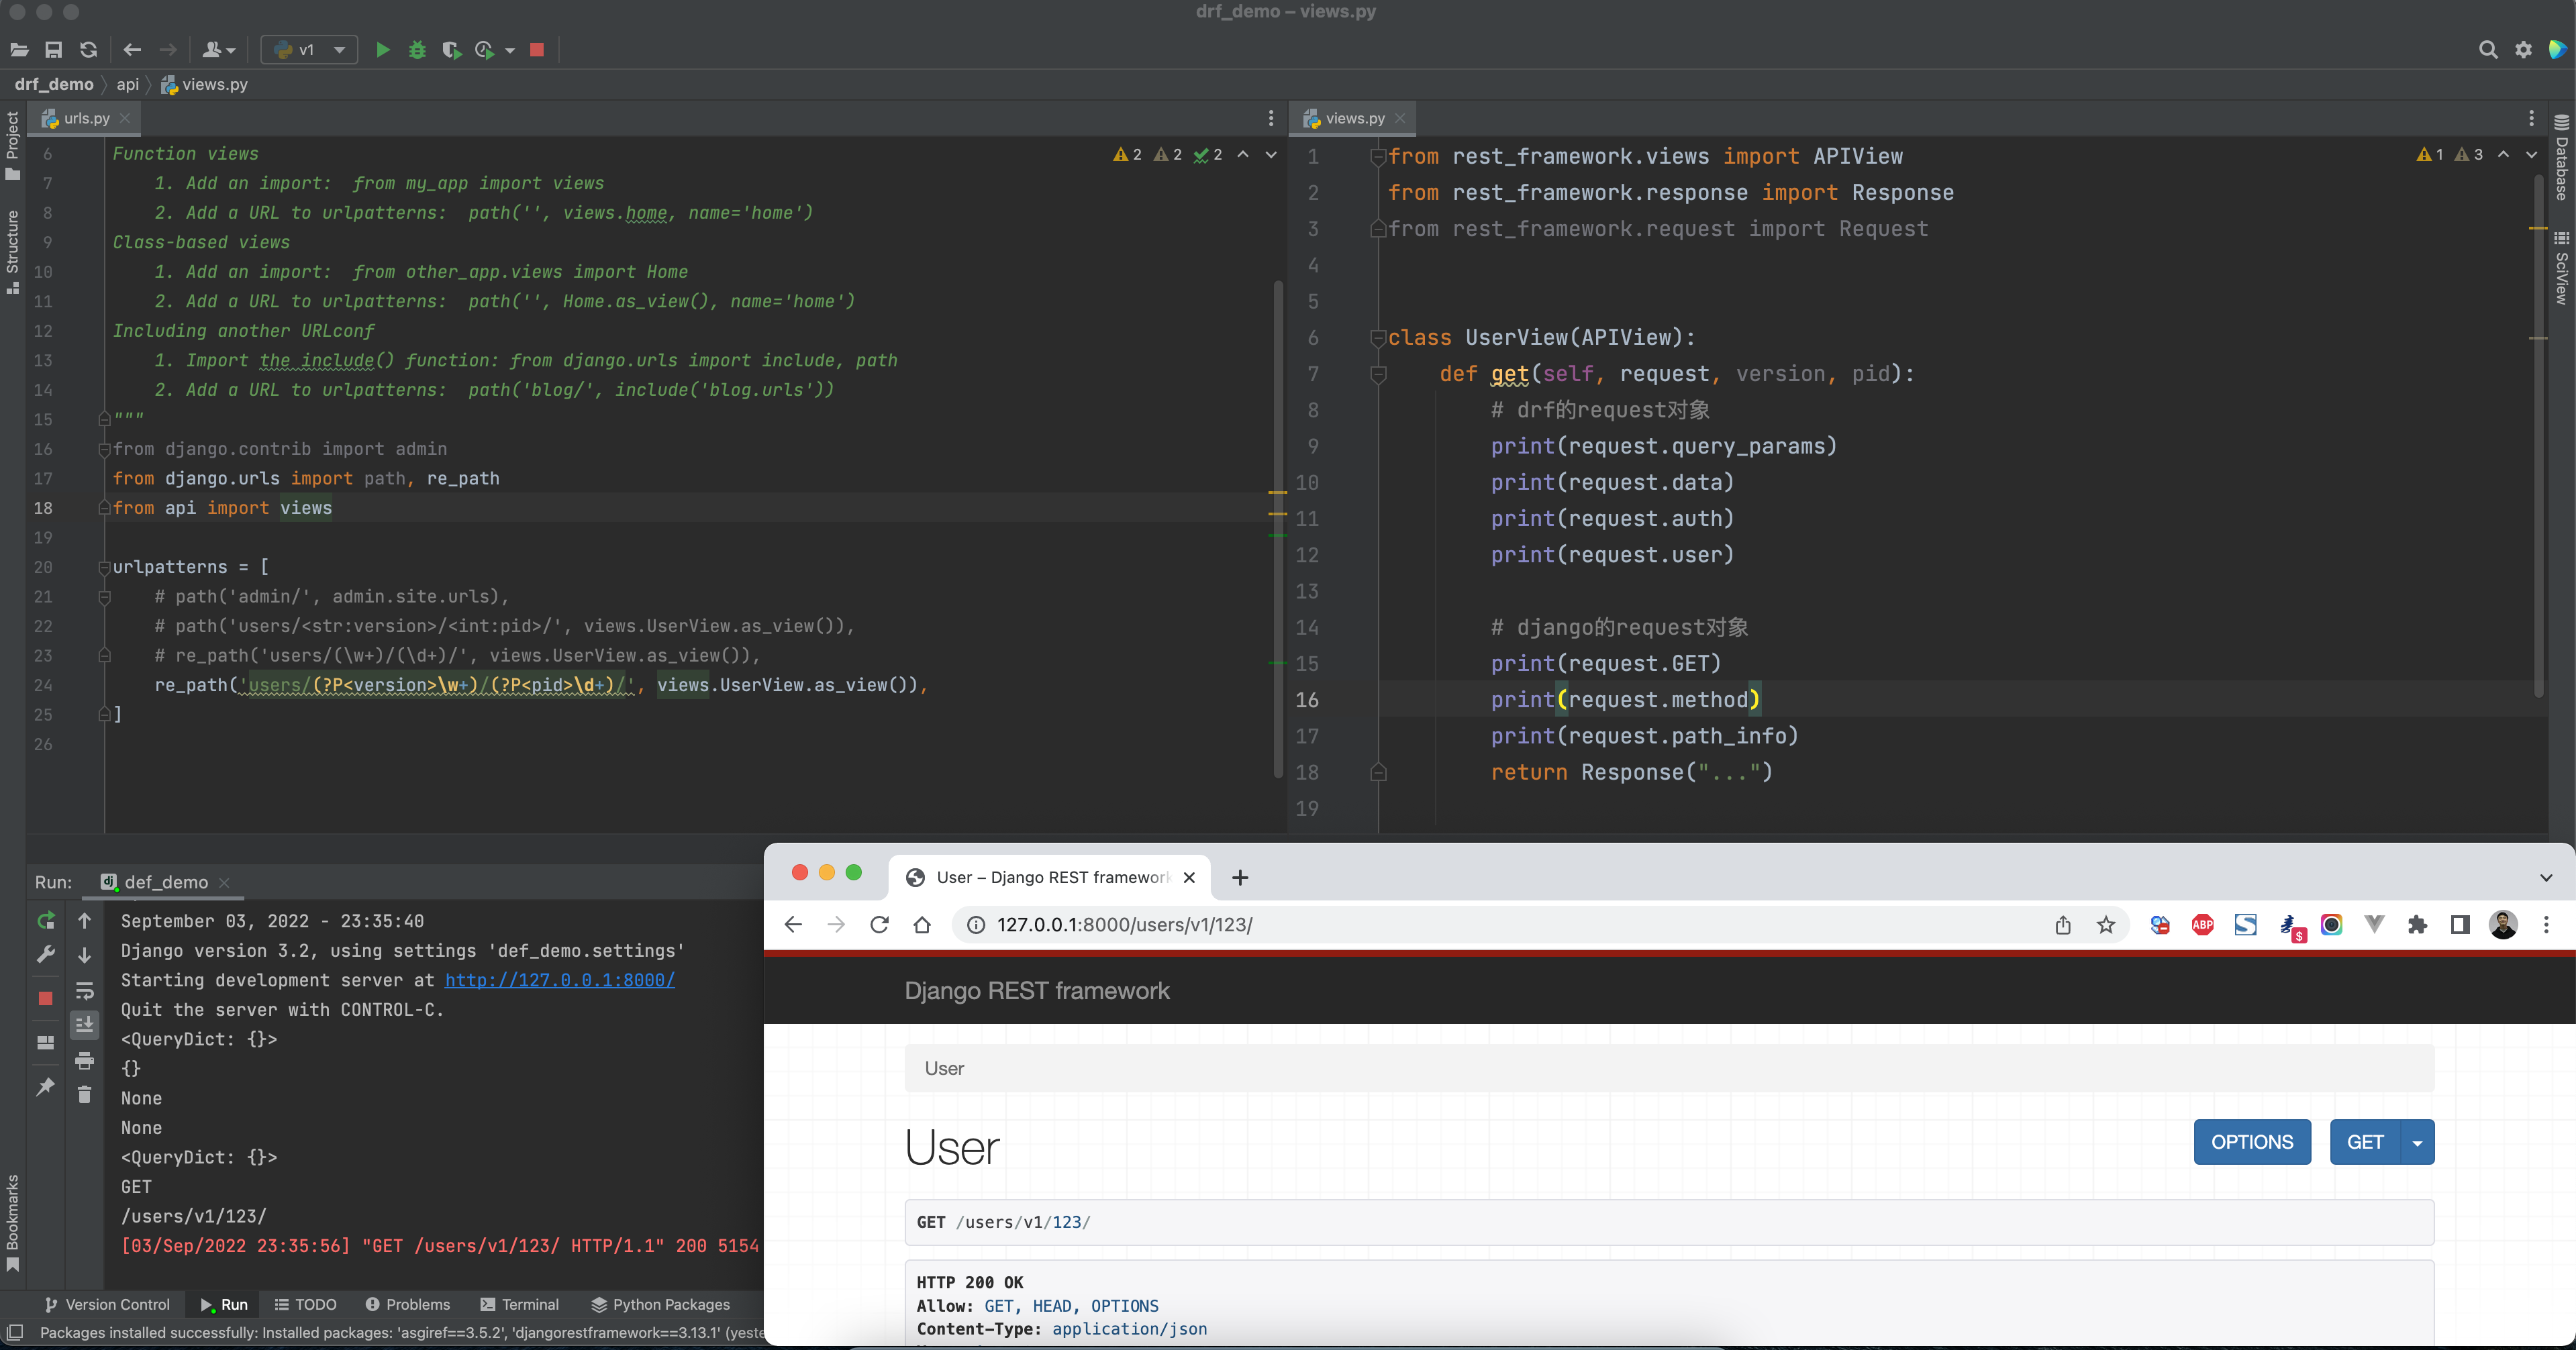 drf_demo – views.py
v1
drf_demo
api
views.py
Project
Structure
Bookmarks
urls.py
2 2 2
6 Function views
7 1. Add an import:  from my_app import views
8 2. Add a URL to urlpatterns:  path('', views.home, name='home')
9 Class-based views
10 1. Add an import:  from other_app.views import Home
11 2. Add a URL to urlpatterns:  path('', Home.as_view(), name='home')
12 Including another URLconf
13 1. Import the include() function: from django.urls import include, path
14 2. Add a URL to urlpatterns:  path('blog/', include('blog.urls'))
15 """
16 from django.contrib import admin
17 from django.urls import path, re_path
18 from api import views
19
20 urlpatterns = [
21 # path('admin/', admin.site.urls),
22 # path('users/<str:version>/<int:pid>/', views.UserView.as_view()),
23 # re_path('users/(\w+)/(\d+)/', views.UserView.as_view()),
24 re_path('users/(?P<version>\w+)/(?P<pid>\d+)/', views.UserView.as_view()),
25 ]
26
views.py
1 3
1 from rest_framework.views import APIView
2 from rest_framework.response import Response
3 from rest_framework.request import Request
4
5
6 class UserView(APIView):
7 def get(self, request, version, pid):
8 # drf的request对象
9 print(request.query_params)
10 print(request.data)
11 print(request.auth)
12 print(request.user)
13
14 # django的request对象
15 print(request.GET)
16 print(request.method)
17 print(request.path_info)
18 return Response("...")
19
Database
SciView
Run: def_demo
September 03, 2022 - 23:35:40
Django version 3.2, using settings 'def_demo.settings'
Starting development server at http://127.0.0.1:8000/
Quit the server with CONTROL-C.
<QueryDict: {}>
{}
None
None
<QueryDict: {}>
GET
/users/v1/123/
[03/Sep/2022 23:35:56] "GET /users/v1/123/ HTTP/1.1" 200 5154
Version Control Run TODO Problems Terminal Python Packages
Packages installed successfully: Installed packages: 'asgiref==3.5.2', 'djangorestframework==3.13.1' (yeste
User – Django REST framework
127.0.0.1:8000/users/v1/123/
ABP
$
Django REST framework
User
User
OPTIONS
GET
GET /users/v1/123/
HTTP 200 OK
Allow: GET, HEAD, OPTIONS
Content-Type: application/json